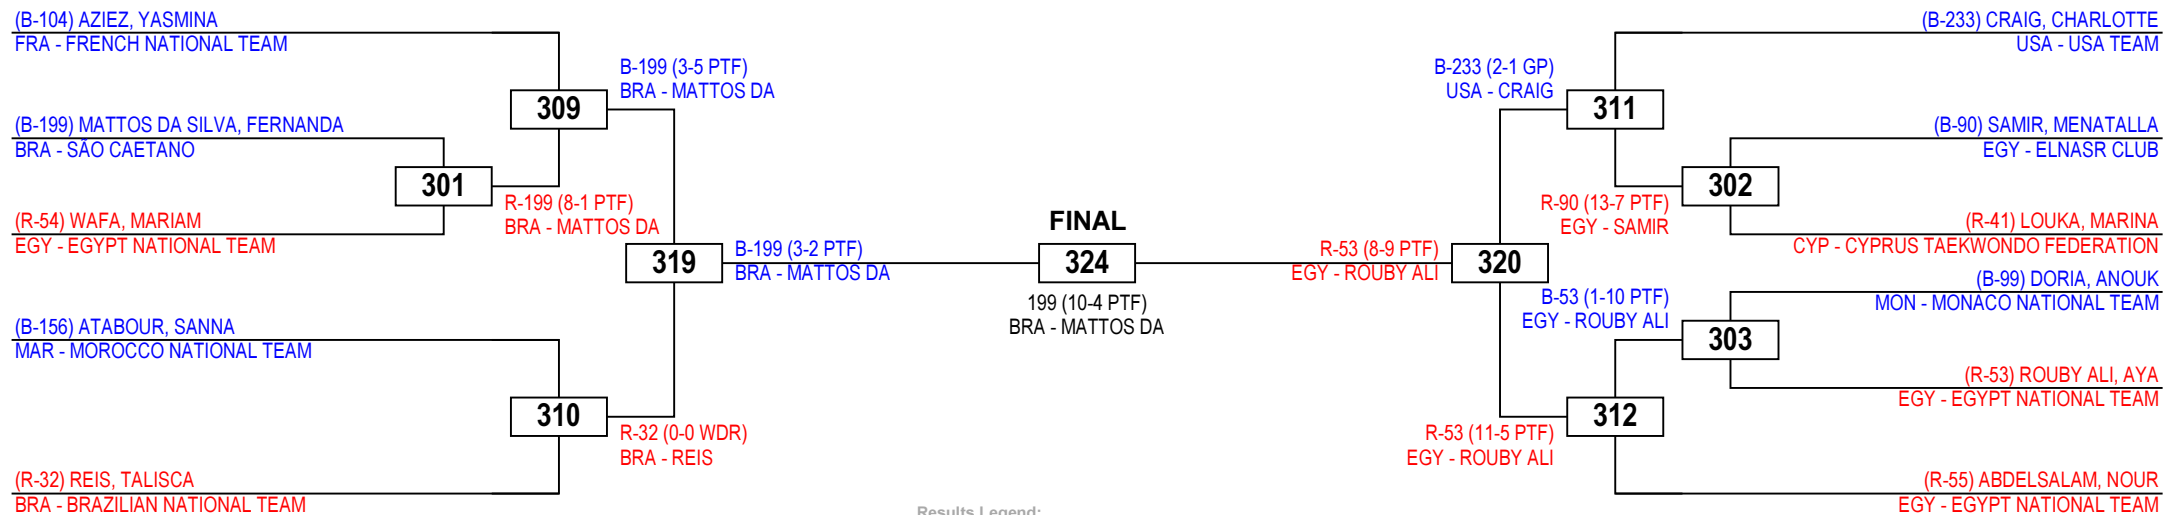 (B-104) AZIEZ, YASMINA
FRA - FRENCH NATIONAL TEAM
B-199 (3-5 PTF)
BRA - MATTOS DA
309
(B-199) MATTOS DA SILVA, FERNANDA
BRA - SÃO CAETANO
301
R-199 (8-1 PTF)
BRA - MATTOS DA
(R-54) WAFA, MARIAM
EGY - EGYPT NATIONAL TEAM
319
B-199 (3-2 PTF)
BRA - MATTOS DA
(B-156) ATABOUR, SANNA
MAR - MOROCCO NATIONAL TEAM
310
R-32 (0-0 WDR)
BRA - REIS
(R-32) REIS, TALISCA
BRA - BRAZILIAN NATIONAL TEAM
FINAL
324
199 (10-4 PTF)
BRA - MATTOS DA
(B-233) CRAIG, CHARLOTTE
USA - USA TEAM
B-233 (2-1 GP)
USA - CRAIG
311
(B-90) SAMIR, MENATALLA
EGY - ELNASR CLUB
302
R-90 (13-7 PTF)
EGY - SAMIR
(R-41) LOUKA, MARINA
CYP - CYPRUS TAEKWONDO FEDERATION
R-53 (8-9 PTF)
EGY - ROUBY ALI
320
(B-99) DORIA, ANOUK
MON - MONACO NATIONAL TEAM
B-53 (1-10 PTF)
EGY - ROUBY ALI
303
(R-53) ROUBY ALI, AYA
EGY - EGYPT NATIONAL TEAM
312
R-53 (11-5 PTF)
EGY - ROUBY ALI
(R-55) ABDELSALAM, NOUR
EGY - EGYPT NATIONAL TEAM
Results Legend: